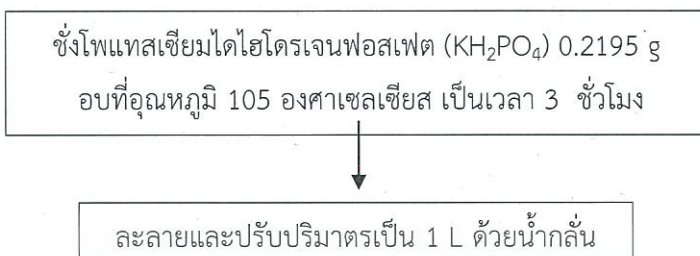 ชั่งโพแทสเซียมไดไฮโดรเจนฟอสเฟต (KH₂PO₄) 0.2195 g
อบที่อุณหภูมิ 105 องศาเซลเซียส เป็นเวลา 3 ชั่วโมง
ละลายและปรับปริมาตรเป็น 1 L ด้วยน้ำกลั่น